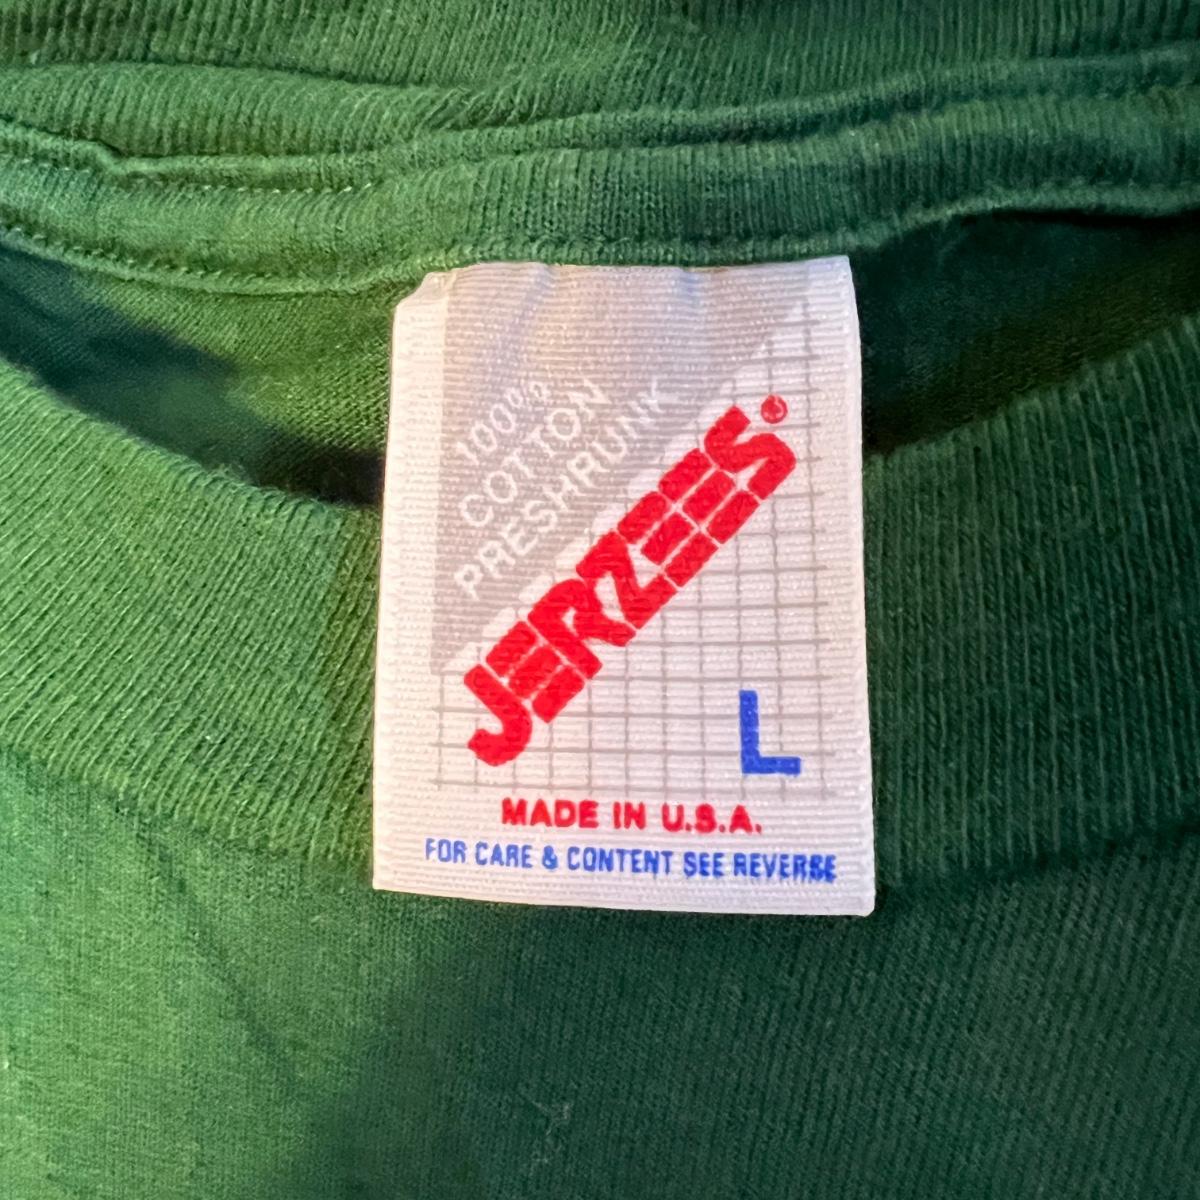 100%
COTTON
PRESHRUNK
JERZEES®
L
MADE IN U.S.A.
FOR CARE & CONTENT SEE REVERSE